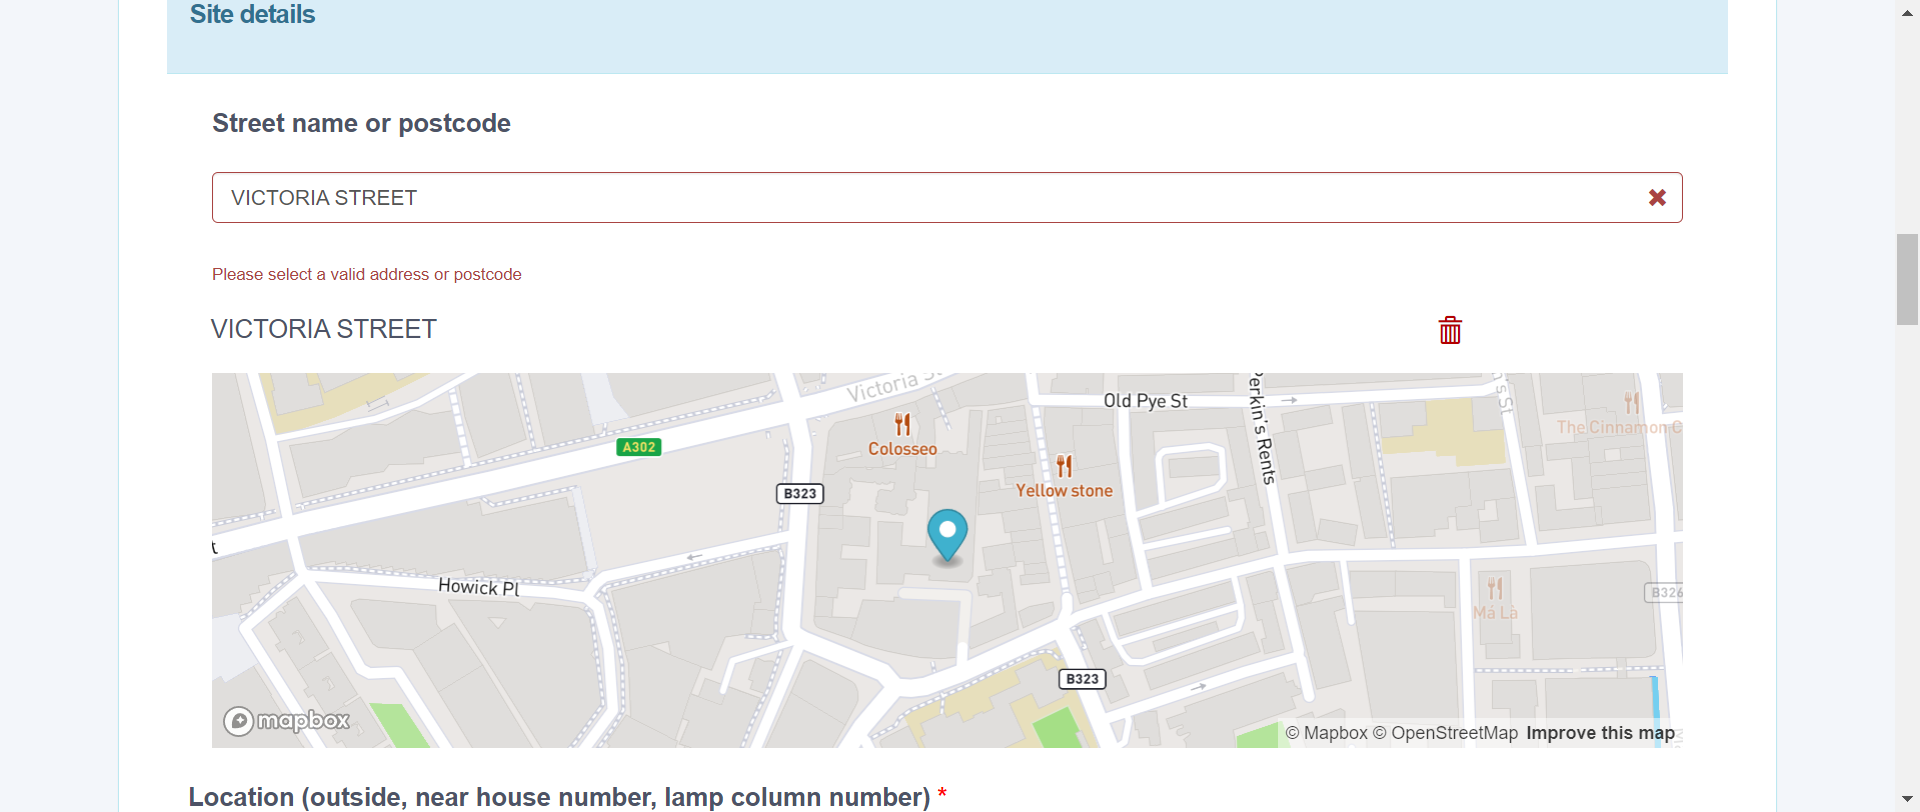 Site details
Street name or postcode
VICTORIA STREET
Please select a valid address or postcode
VICTORIA STREET
Victoria St
Old Pye St
Perkin's Rents
Colosseo
The Cinnamon C
A302
Yellow stone
B323
t
Howick Pl
B326
Má Là
B323
mapbox
© Mapbox © OpenStreetMap Improve this map
Location (outside, near house number, lamp column number) *